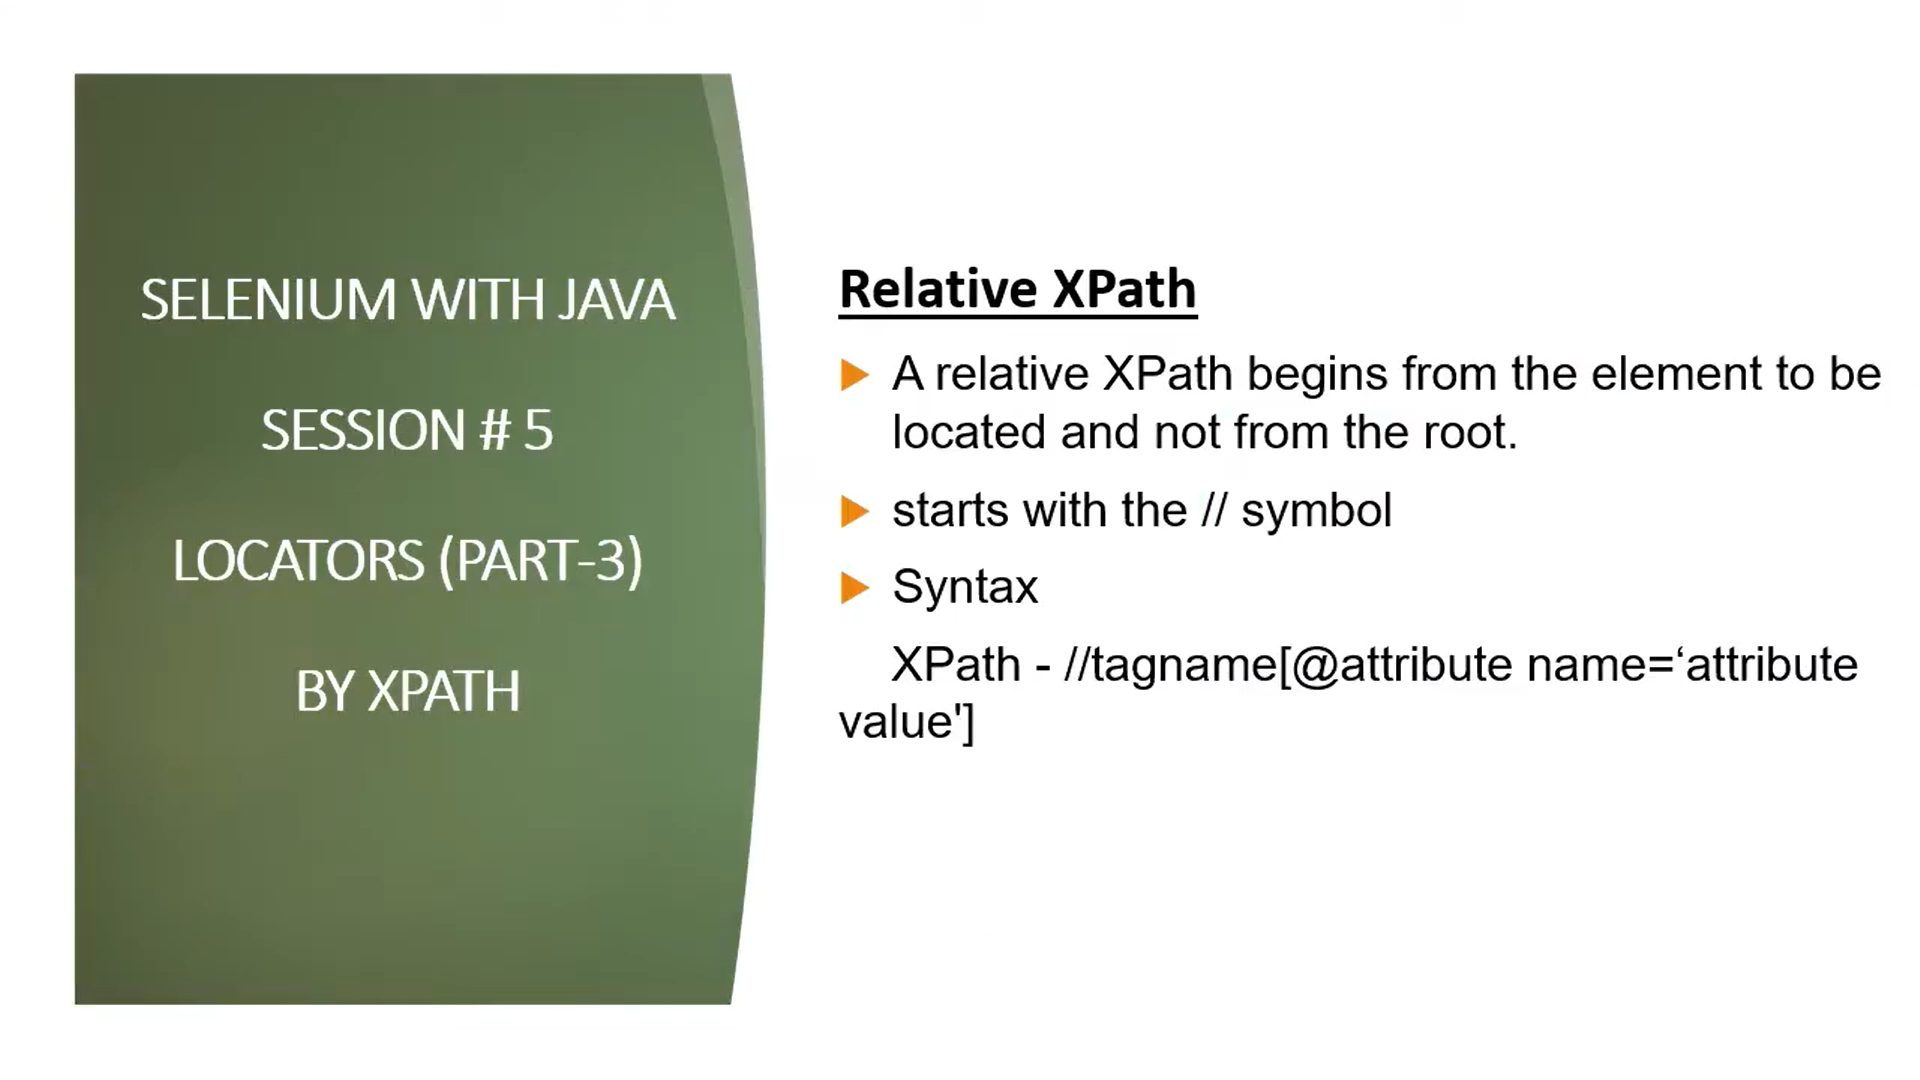 SELENIUM WITH JAVA
SESSION # 5
LOCATORS (PART-3)
BY XPATH
Relative XPath
A relative XPath begins from the element to be
located and not from the root.
starts with the // symbol
Syntax
XPath - //tagname[@attribute name=‘attribute
value']